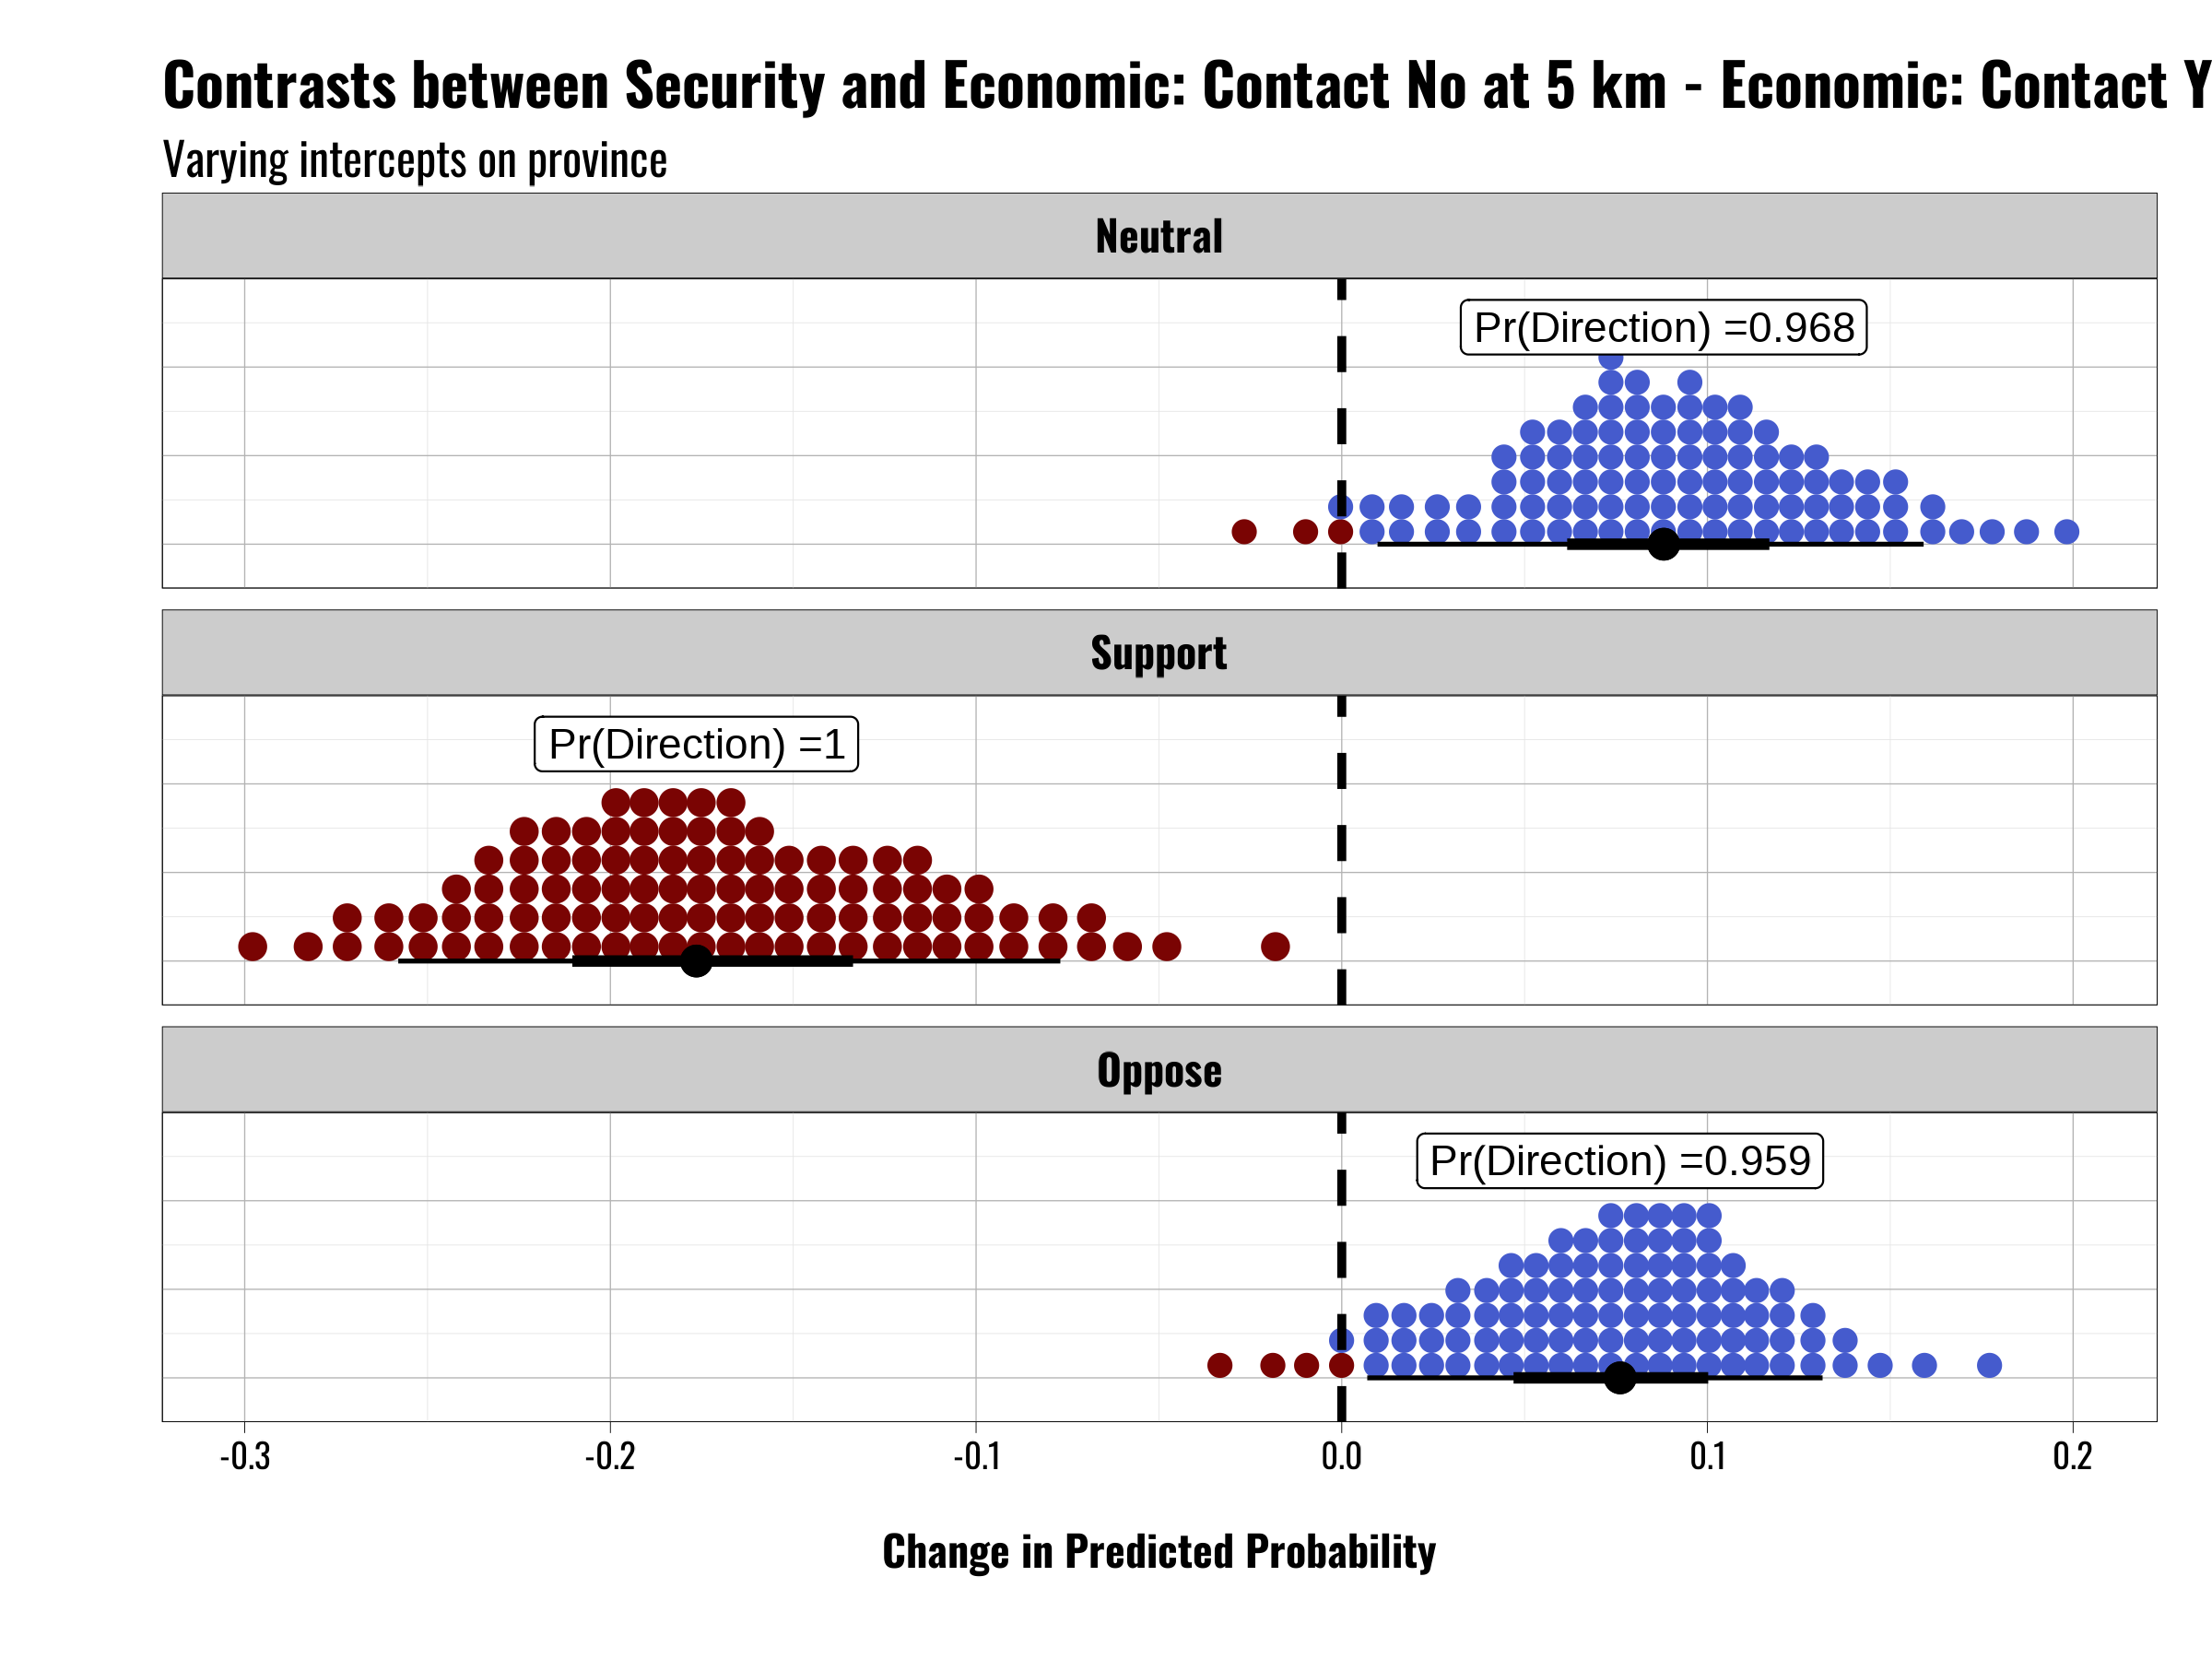 Contrasts between Security and Economic: Contact No at 5 km - Economic: Contact Y
Varying intercepts on province
Neutral
Pr(Direction) =0.968
Support
Pr(Direction) =1
Oppose
Pr(Direction) =0.959
-0.3 -0.2 -0.1 0.0 0.1 0.2
Change in Predicted Probability